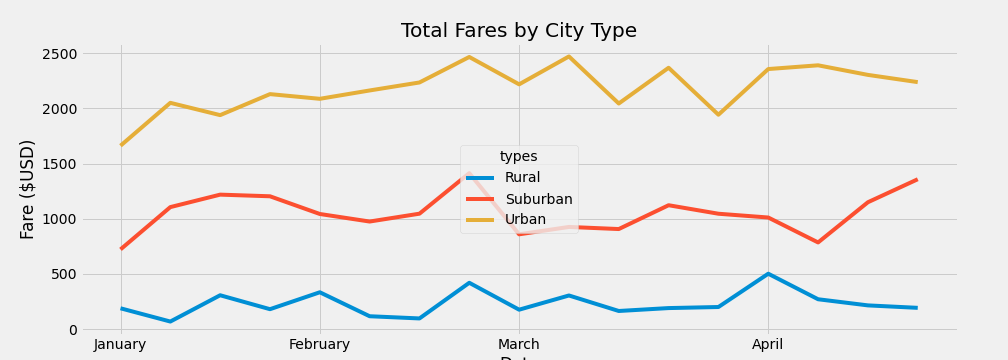 Total Fares by City Type
2500
2000
1500
1000
500
0
Fare ($USD)
types
Rural
Suburban
Urban
January February March April